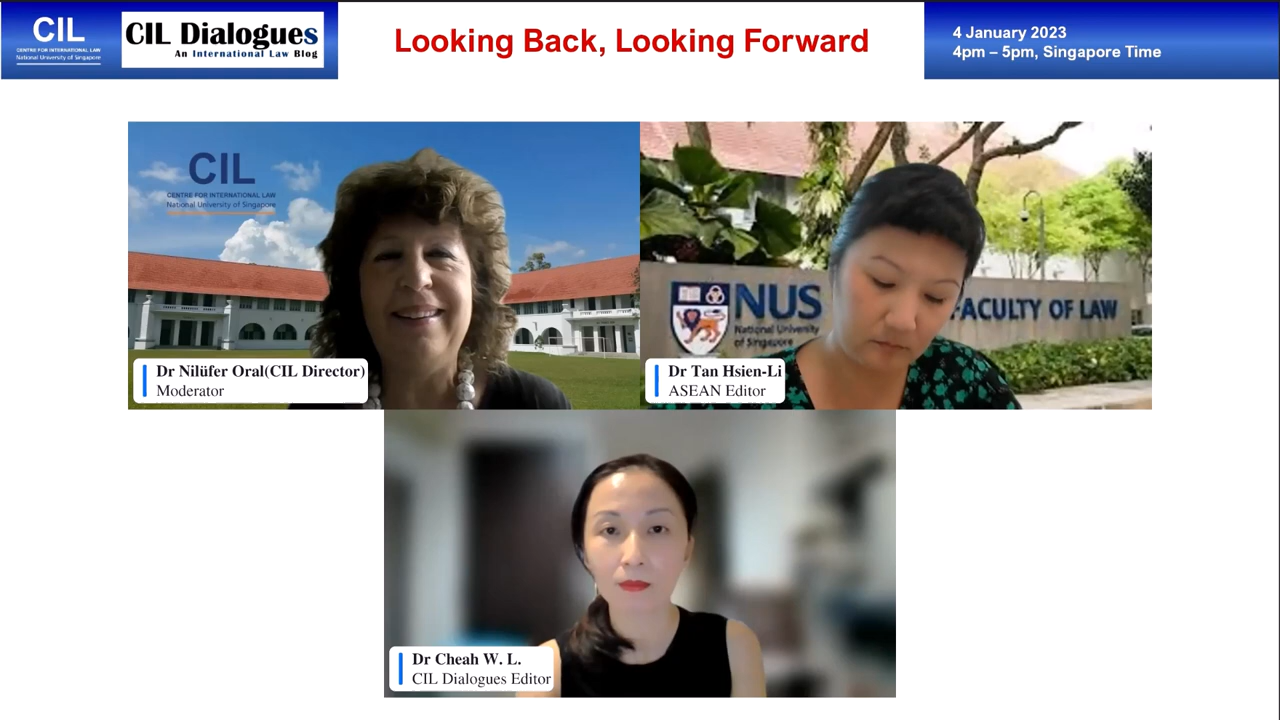 CIL
CENTRE FOR INTERNATIONAL LAW
National University of Singapore
CIL Dialogues
An International Law Blog
Looking Back, Looking Forward
4 January 2023
4pm – 5pm, Singapore Time
CIL
CENTRE FOR INTERNATIONAL LAW
National University of Singapore
NUS
National University
of Singapore
FACULTY OF LAW
Dr Nilüfer Oral(CIL Director)
Moderator
Dr Tan Hsien-Li
ASEAN Editor
Dr Cheah W. L.
CIL Dialogues Editor